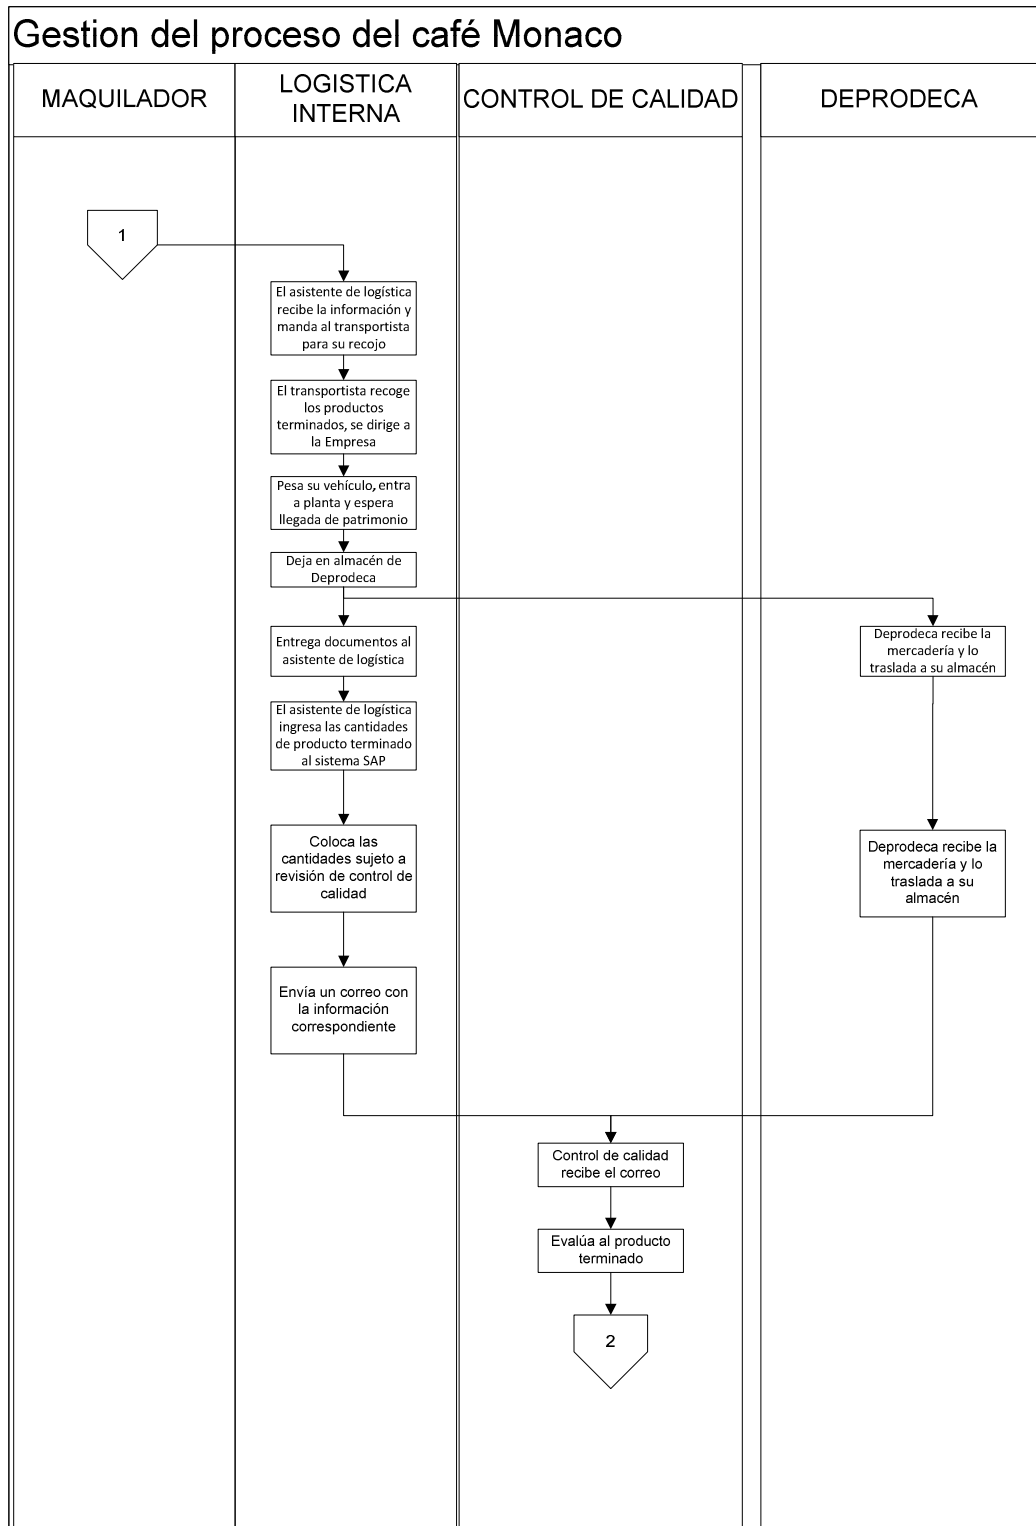 Gestion del proceso del café Monaco
MAQUILADOR
LOGISTICA
INTERNA
CONTROL DE CALIDAD
DEPRODECA
1
El asistente de logística
recibe la información y
manda al transportista
para su recojo
El transportista recoge
los productos
terminados, se dirige a
la Empresa
Pesa su vehículo, entra
a planta y espera
llegada de patrimonio
Deja en almacén de
Deprodeca
Entrega documentos al
asistente de logística
Deprodeca recibe la
mercadería y lo
traslada a su almacén
El asistente de logística
ingresa las cantidades
de producto terminado
al sistema SAP
Coloca las
cantidades sujeto a
revisión de control de
calidad
Deprodeca recibe la
mercadería y lo
traslada a su
almacén
Envía un correo con
la información
correspondiente
Control de calidad
recibe el correo
Evalúa al producto
terminado
2